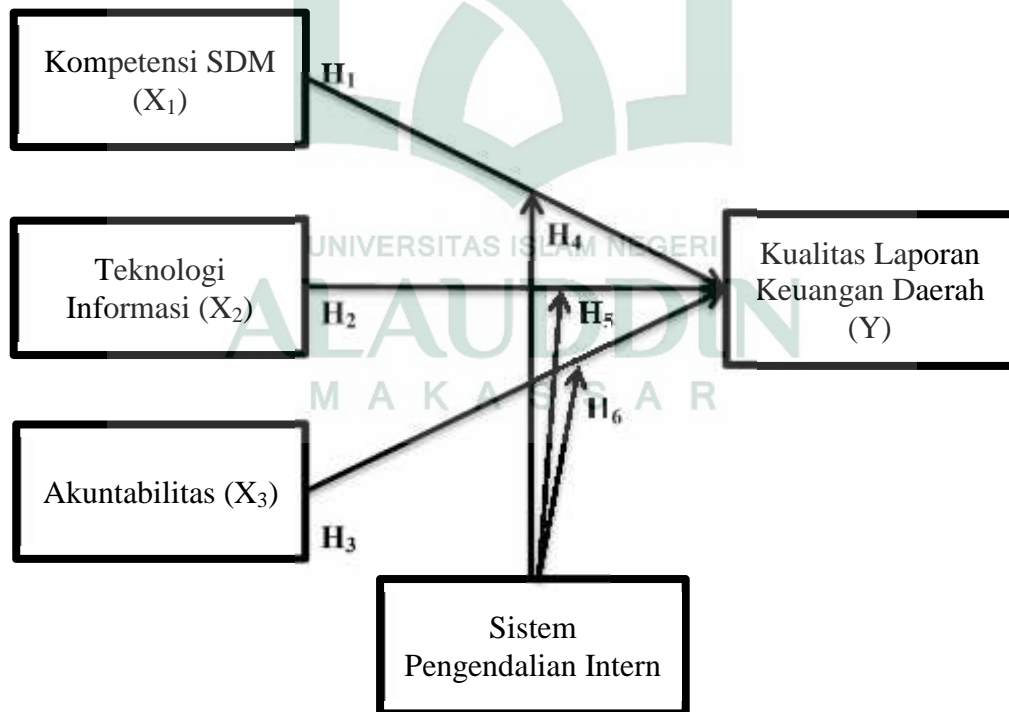 Kompetensi SDM
(X₁)
H₁
H₄
UNIVERSITAS ISLAM NEGERI
Teknologi
Informasi (X₂)
H₂
H₅
Kualitas Laporan
Keuangan Daerah
(Y)
ALAUDDIN
MAKASSAR
H₆
Akuntabilitas (X₃)
H₃
Sistem
Pengendalian Intern